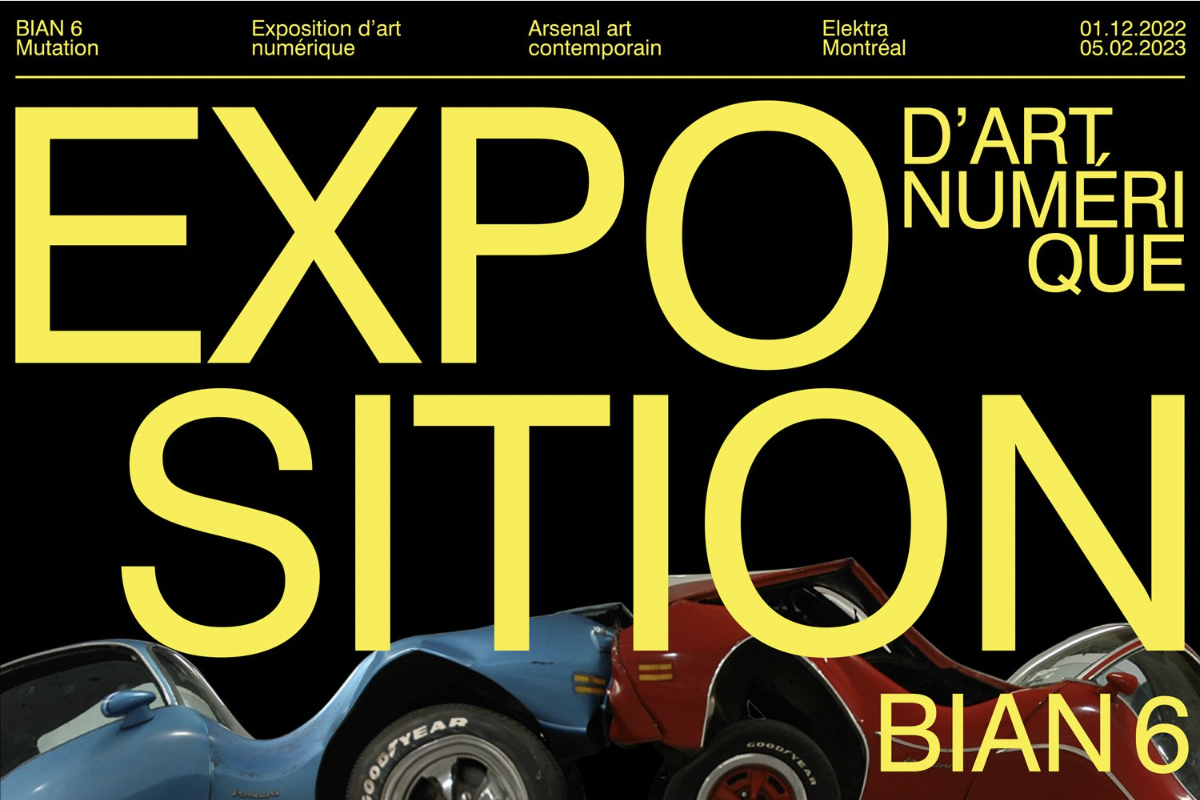 BIAN 6
Mutation
Exposition d'art
numérique
Arsenal art
contemporain
Elektra
Montréal
01.12.2022
05.02.2023
EXPO
D'ART
NUMÉRI
QUE
SITION
GOODYEAR
GOODYEAR
BIAN 6